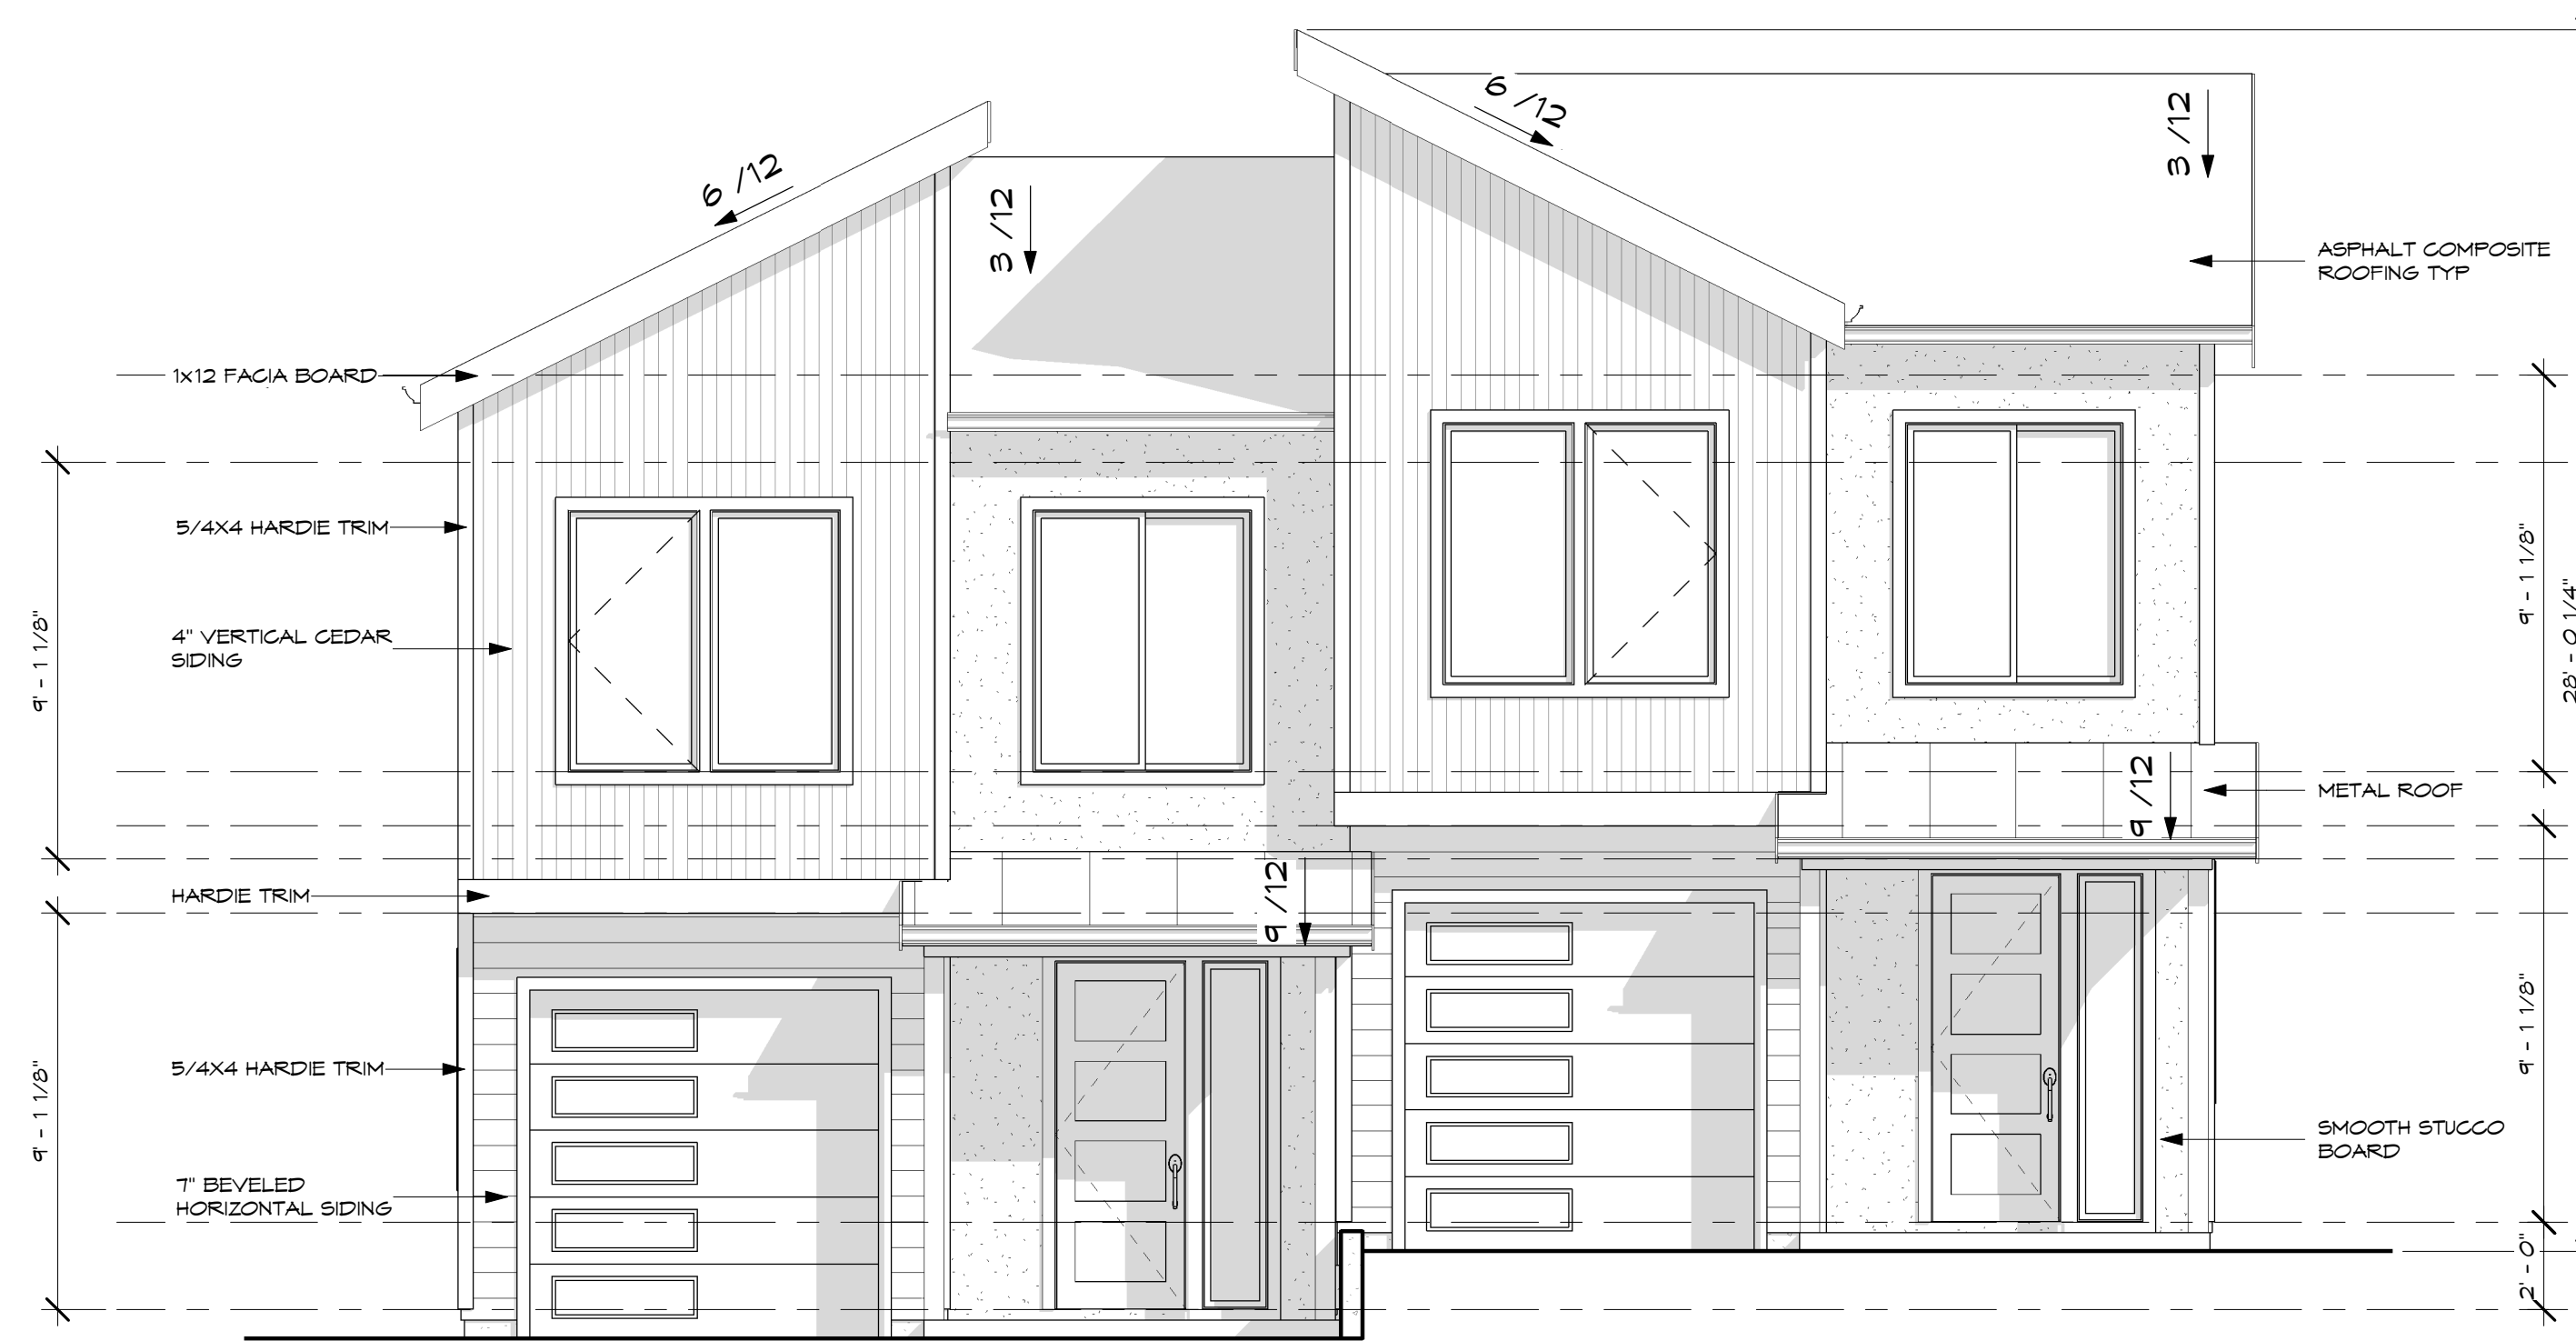 6 /12
6 /12
3 /12
3 /12
ASPHALT COMPOSITE
ROOFING TYP
1x12 FACIA BOARD
5/4X4 HARDIE TRIM
4" VERTICAL CEDAR
SIDING
9' - 1 1/8"
9' - 1 1/8"
28' - 0 1/4"
METAL ROOF
9 /12
9 /12
HARDIE TRIM
5/4X4 HARDIE TRIM
9' - 1 1/8"
9' - 1 1/8"
SMOOTH STUCCO
BOARD
7" BEVELED
HORIZONTAL SIDING
2' - 0"